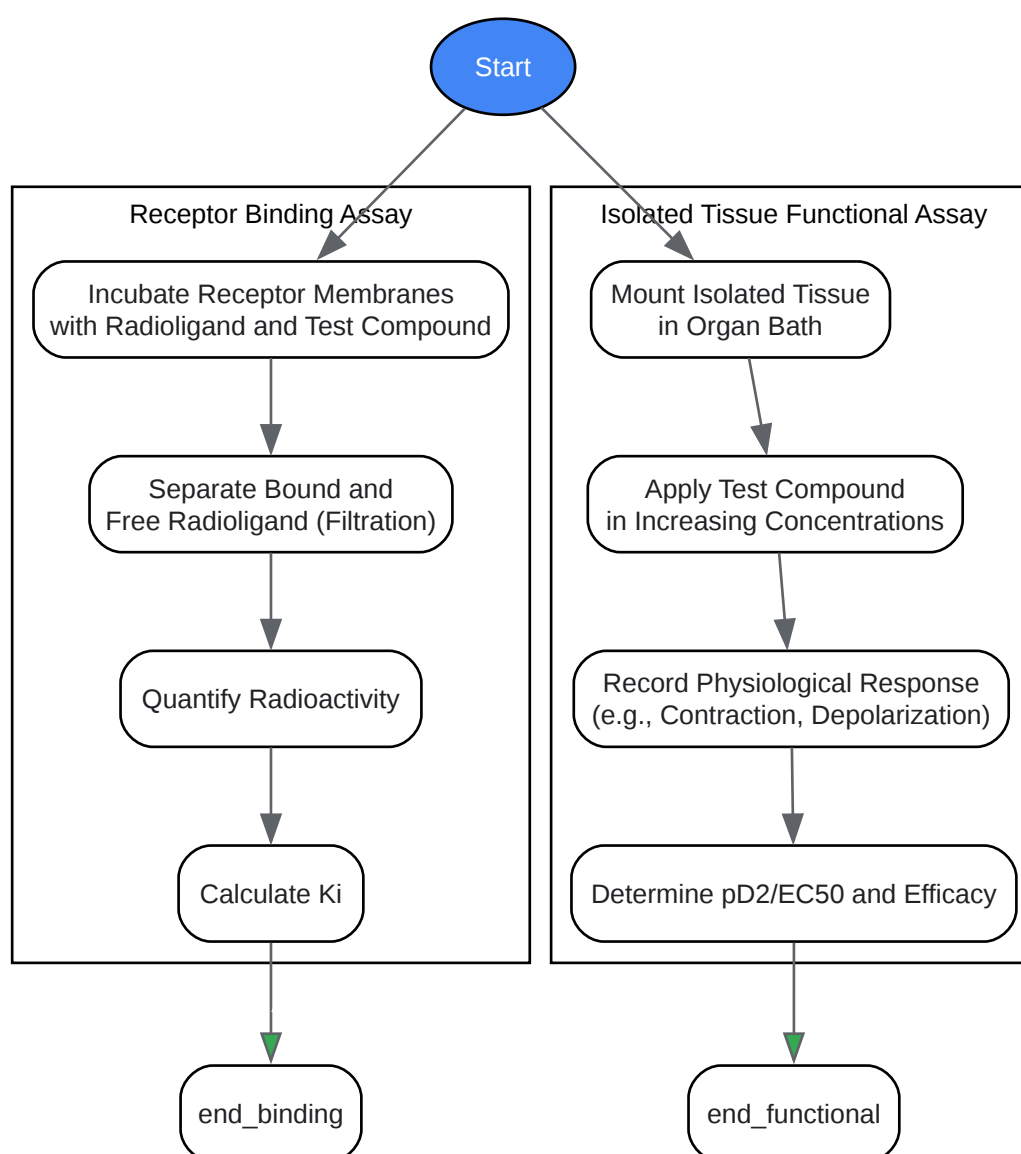 Start
Receptor Binding Assay
Incubate Receptor Membranes
with Radioligand and Test Compound
Separate Bound and
Free Radioligand (Filtration)
Quantify Radioactivity
Calculate Ki
end_binding
Isolated Tissue Functional Assay
Mount Isolated Tissue
in Organ Bath
Apply Test Compound
in Increasing Concentrations
Record Physiological Response
(e.g., Contraction, Depolarization)
Determine pD2/EC50 and Efficacy
end_functional